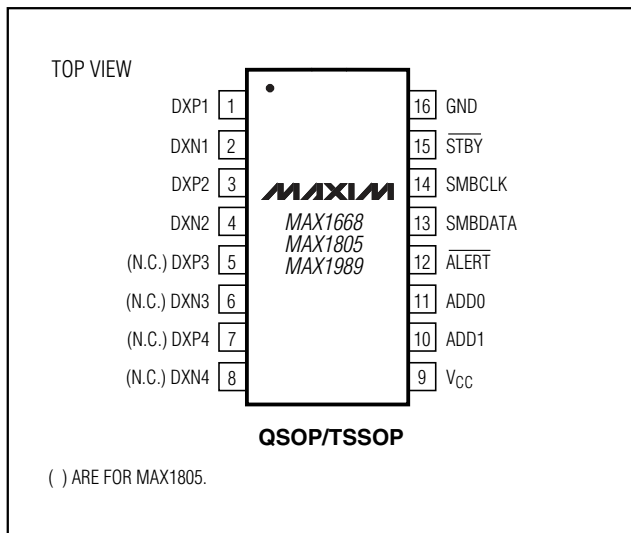 TOP VIEW
DXP1 1
DXN1 2
DXP2 3
DXN2 4
(N.C.) DXP3 5
(N.C.) DXN3 6
(N.C.) DXP4 7
(N.C.) DXN4 8
MAXIM
MAX1668
MAX1805
MAX1989
16 GND
15 STBY
14 SMBCLK
13 SMBDATA
12 ALERT
11 ADD0
10 ADD1
9 VCC
QSOP/TSSOP
( ) ARE FOR MAX1805.